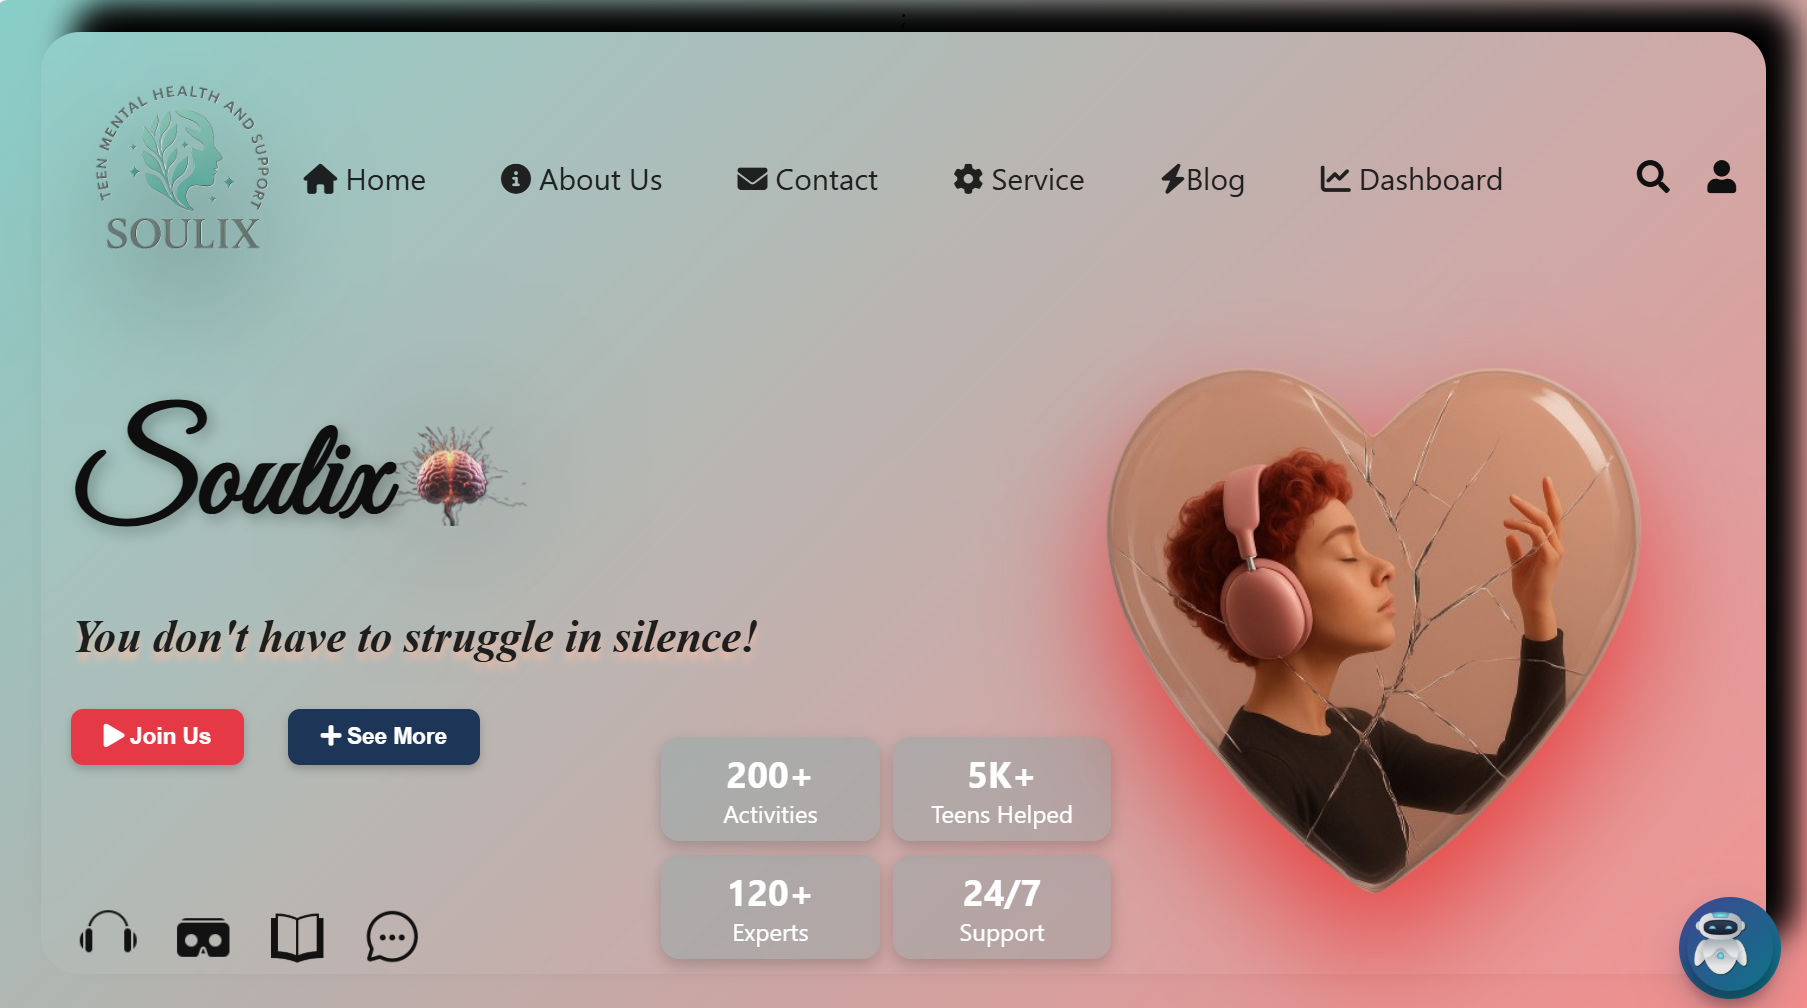 ;
TEEN MENTAL HEALTH AND SUPPORT
SOULIX
Home
About Us
Contact
Service
Blog
Dashboard
Soulix
You don't have to struggle in silence!
Join Us
See More
200+
Activities
5K+
Teens Helped
120+
Experts
24/7
Support